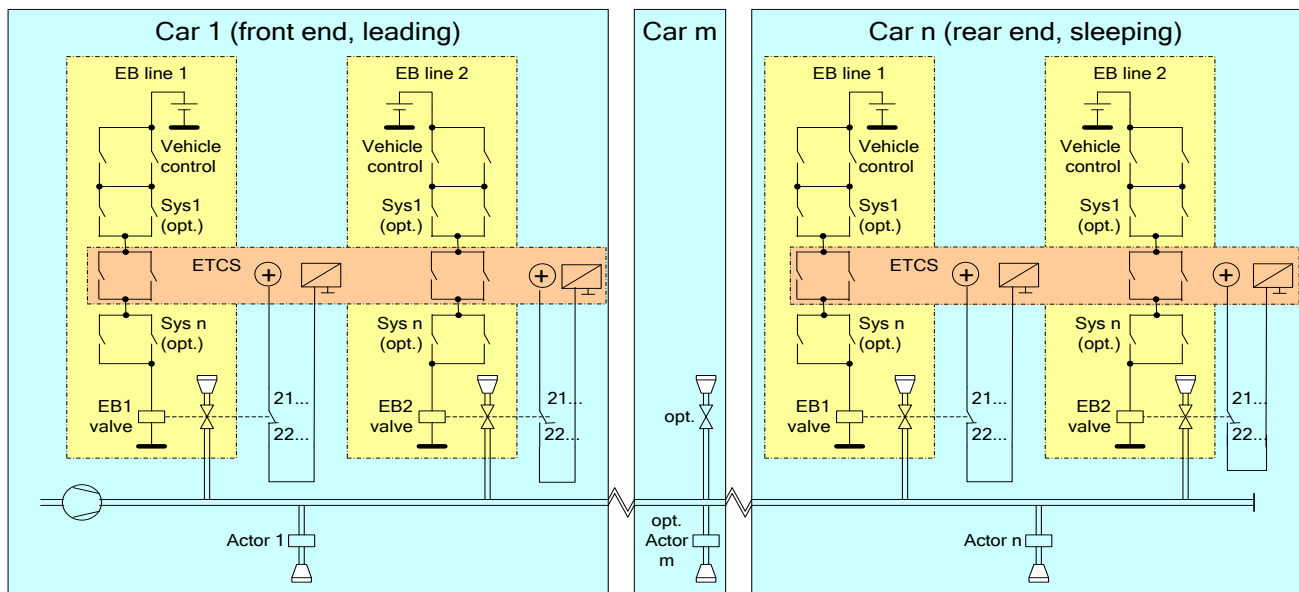 Car 1 (front end, leading)
EB line 1
EB line 2
Vehicle
control
Vehicle
control
Sys1
(opt.)
Sys1
(opt.)
ETCS
Sys n
(opt.)
Sys n
(opt.)
EB1
valve
21...
22...
EB2
valve
21...
22...
Actor 1
Car m
opt.
opt.
Actor
m
Car n (rear end, sleeping)
EB line 1
EB line 2
Vehicle
control
Vehicle
control
Sys1
(opt.)
Sys1
(opt.)
ETCS
Sys n
(opt.)
Sys n
(opt.)
EB1
valve
21...
22...
EB2
valve
21...
22...
Actor n